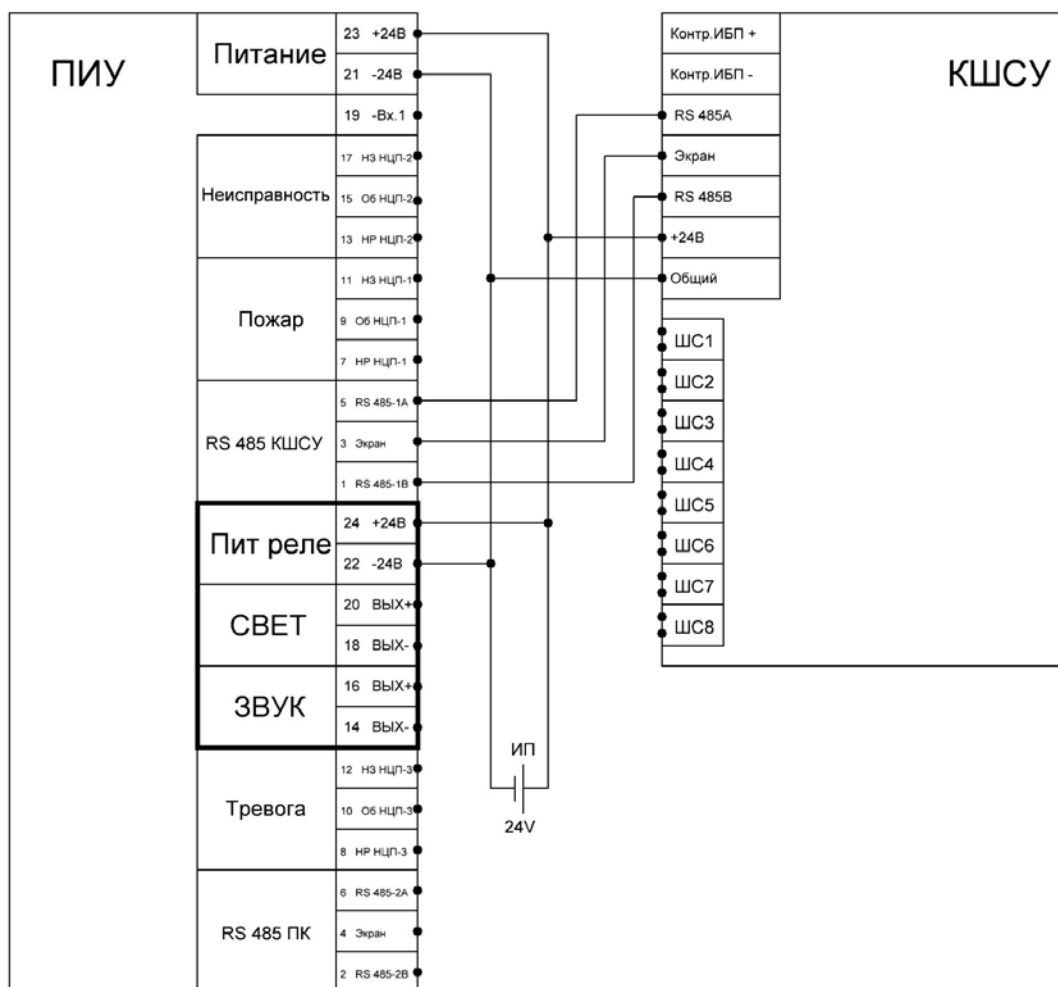 ПИУ
Питание
23 +24В
21 -24В
19 -Вх.1
Неисправность
17 НЗ НЦП-2
15 Об НЦП-2
13 НР НЦП-2
Пожар
11 НЗ НЦП-1
9 Об НЦП-1
7 НР НЦП-1
RS 485 КШСУ
5 RS 485-1A
3 Экран
1 RS 485-1B
Пит реле
24 +24В
22 -24В
СВЕТ
20 ВЫХ+
18 ВЫХ-
ЗВУК
16 ВЫХ+
14 ВЫХ-
Тревога
12 НЗ НЦП-3
10 Об НЦП-3
8 НР НЦП-3
RS 485 ПК
6 RS 485-2A
4 Экран
2 RS 485-2B
ИП
24V
КШСУ
Контр.ИБП +
Контр.ИБП -
RS 485A
Экран
RS 485B
+24В
Общий
ШС1
ШС2
ШС3
ШС4
ШС5
ШС6
ШС7
ШС8